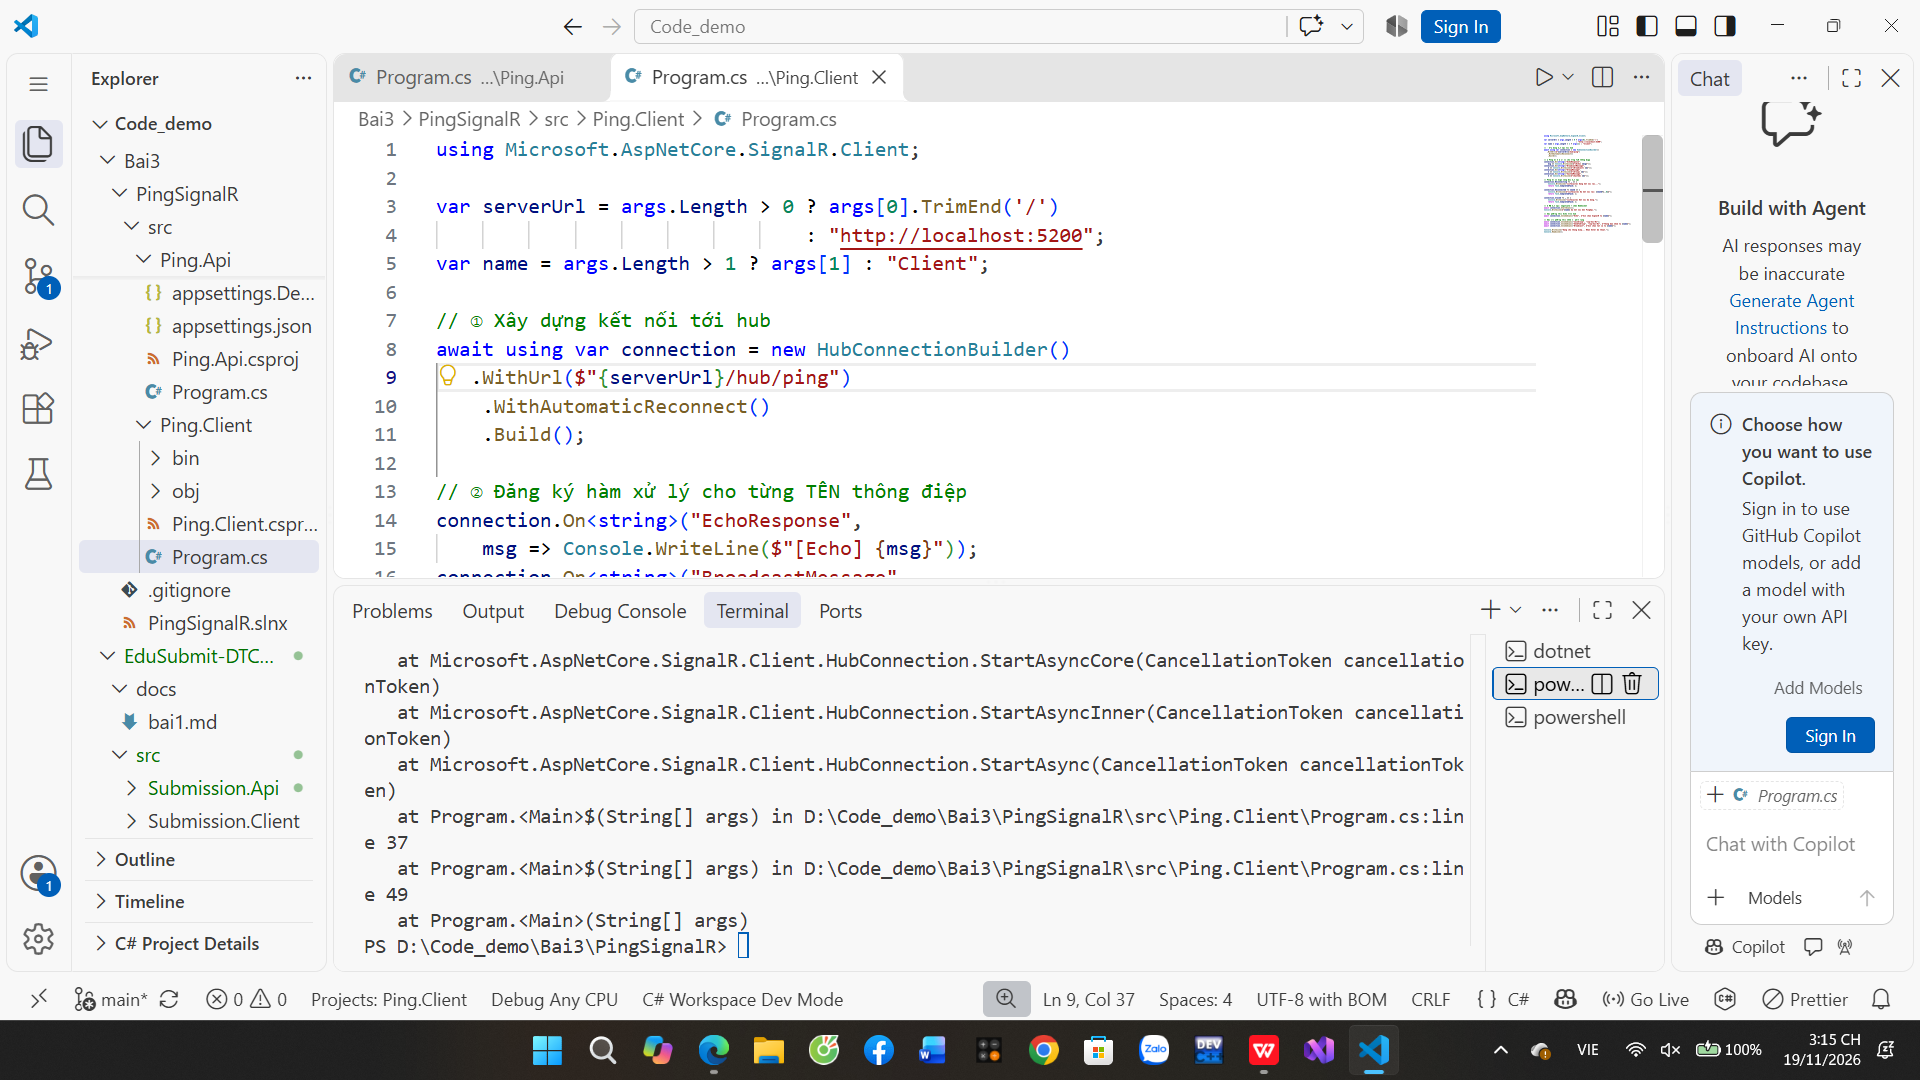 Code_demo
Sign In
Explorer
Code_demo
Bai3
PingSignalR
src
Ping.Api
appsettings.De...
appsettings.json
Ping.Api.csproj
Program.cs
Ping.Client
bin
obj
Ping.Client.cspr...
Program.cs
.gitignore
PingSignalR.slnx
EduSubmit-DTC...
docs
bai1.md
src
Submission.Api
Submission.Client
Outline
Timeline
C# Project Details
1
1
Program.cs ...\Ping.Api
Program.cs ...\Ping.Client
Bai3 > PingSignalR > src > Ping.Client > Program.cs
1 using Microsoft.AspNetCore.SignalR.Client;
2
3 var serverUrl = args.Length > 0 ? args[0].TrimEnd('/')
4 : "http://localhost:5200";
5 var name = args.Length > 1 ? args[1] : "Client";
6
7 // ① Xây dựng kết nối tới hub
8 await using var connection = new HubConnectionBuilder()
9 .WithUrl($"{serverUrl}/hub/ping")
10 .WithAutomaticReconnect()
11 .Build();
12
13 // ② Đăng ký hàm xử lý cho từng TÊN thông điệp
14 connection.On<string>("EchoResponse",
15 msg => Console.WriteLine($"[Echo] {msg}"));
16 connection.On<string>("BroadcastMessage",
Problems
Output
Debug Console
Terminal
Ports
at Microsoft.AspNetCore.SignalR.Client.HubConnection.StartAsyncCore(CancellationToken cancellatio
nToken)
at Microsoft.AspNetCore.SignalR.Client.HubConnection.StartAsyncInner(CancellationToken cancellati
onToken)
at Microsoft.AspNetCore.SignalR.Client.HubConnection.StartAsync(CancellationToken cancellationTok
en)
at Program.<Main>$(String[] args) in D:\Code_demo\Bai3\PingSignalR\src\Ping.Client\Program.cs:lin
e 37
at Program.<Main>$(String[] args) in D:\Code_demo\Bai3\PingSignalR\src\Ping.Client\Program.cs:lin
e 49
at Program.<Main>(String[] args)
PS D:\Code_demo\Bai3\PingSignalR>
dotnet
pow...
powershell
Chat
Build with Agent
AI responses may
be inaccurate
Generate Agent
Instructions to
onboard AI onto
your codebase
Choose how
you want to use
Copilot.
Sign in to use
GitHub Copilot
models, or add
a model with
your own API
key.
Add Models
Sign In
Program.cs
Chat with Copilot
Models
Copilot
main*
0
0
Projects: Ping.Client
Debug Any CPU
C# Workspace Dev Mode
Ln 9, Col 37
Spaces: 4
UTF-8 with BOM
CRLF
{ } C#
Go Live
Prettier
Zalo
DEV
VIE
100%
3:15 CH
19/11/2026